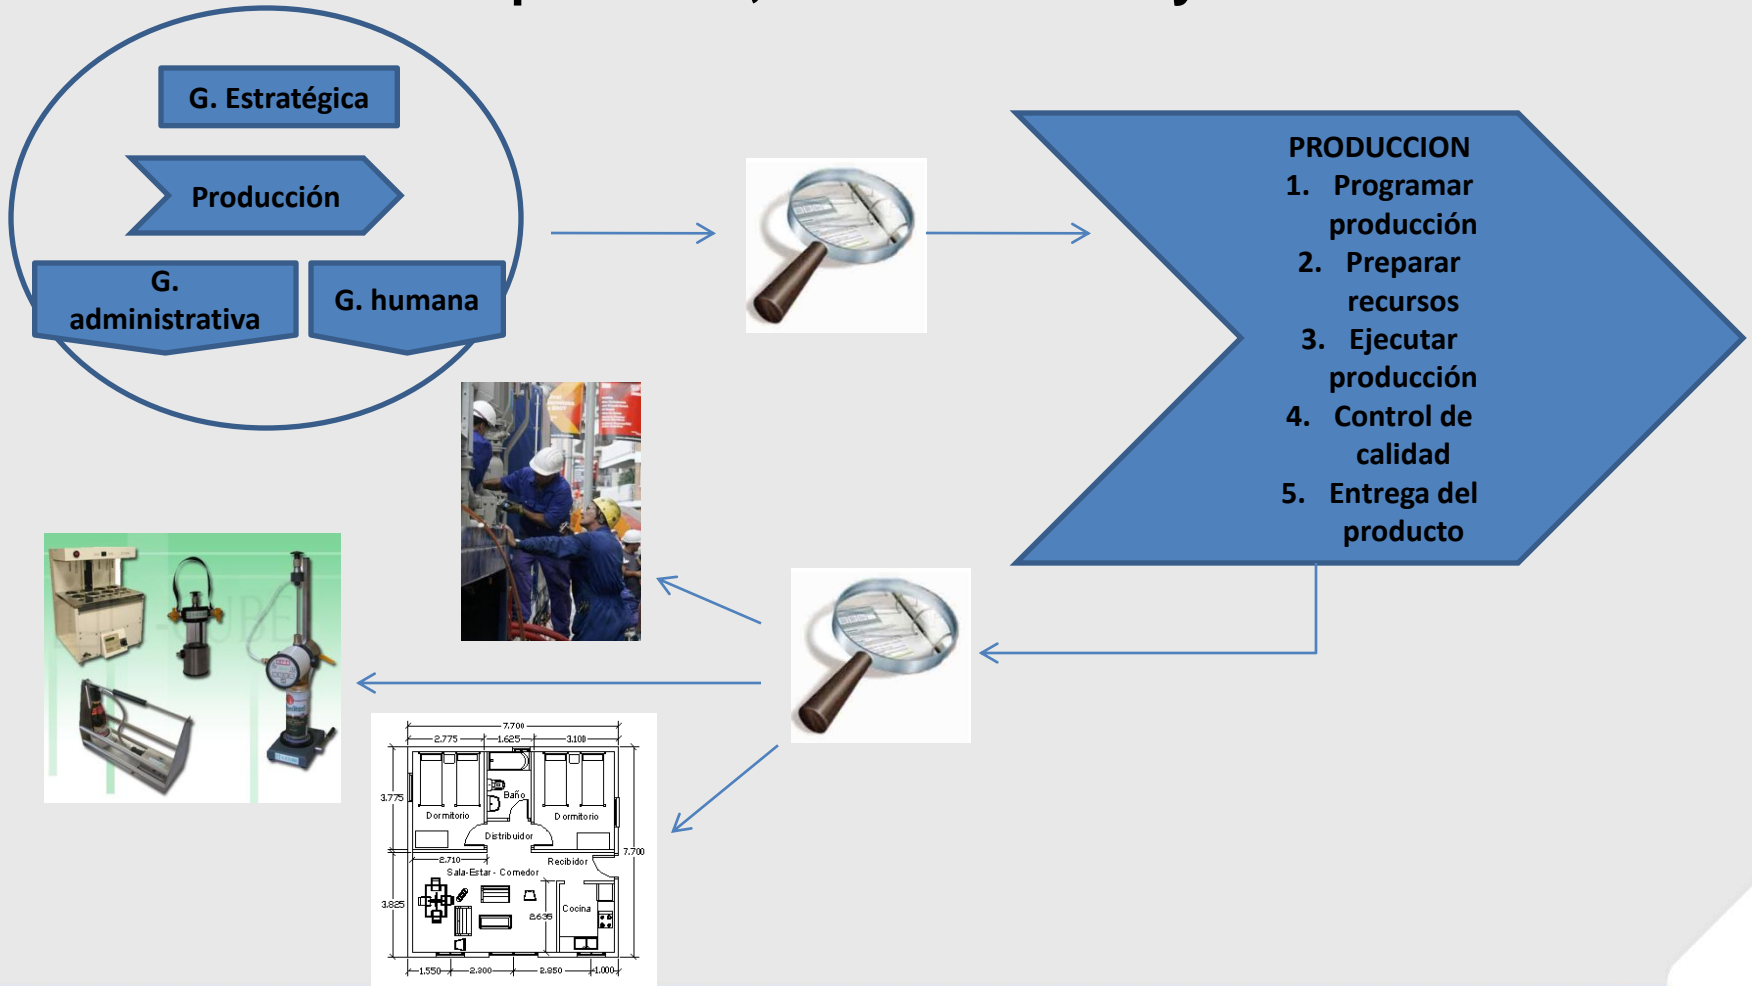 G. Estratégica
Producción
G.
administrativa
G. humana
PRODUCCION
1. Programar
producción
2. Preparar
recursos
3. Ejecutar
producción
4. Control de
calidad
5. Entrega del
producto
7.700
2.775
1.625
3.100
3.775
Baño
Dormitorio
Dormitorio
Distribuidor
7.700
2.710
Recibidor
Sala-Estar - Comedor
3.825
2.635
Cocina
1.550
2.300
2.850
1.000